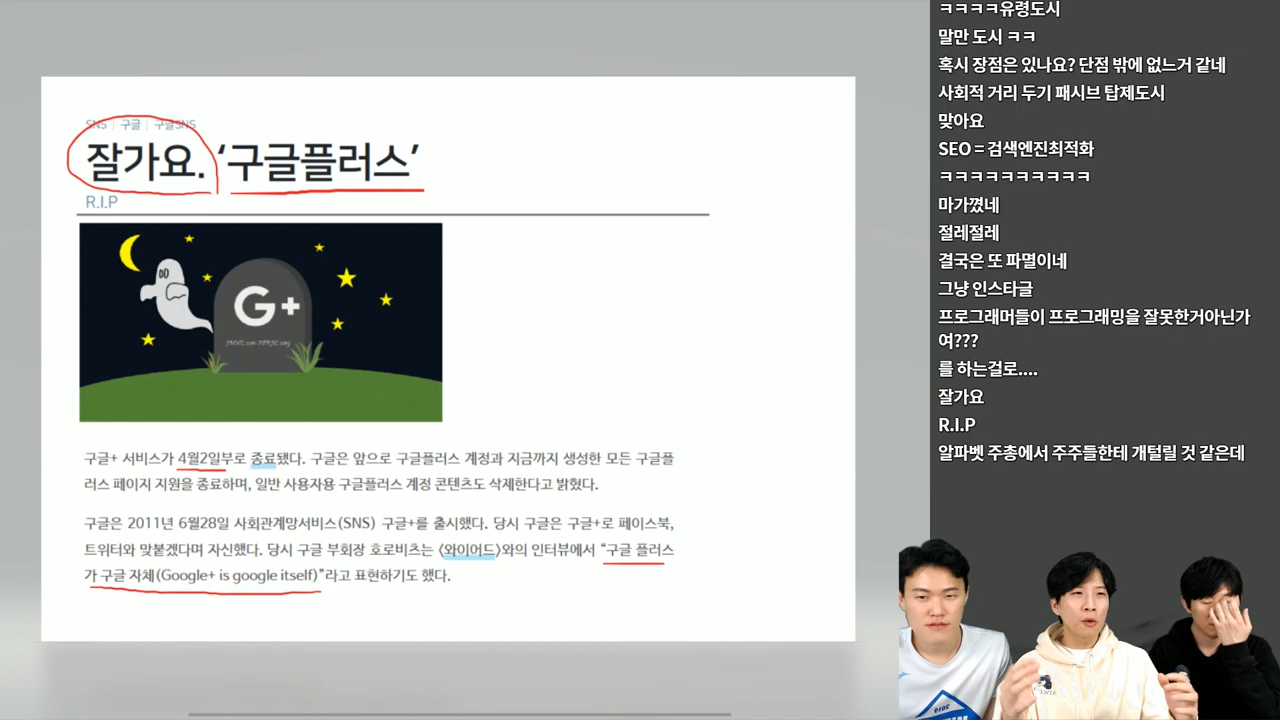 SNS | 구글 | 구글SNS
잘가요. ‘구글플러스’
R.I.P
G+
구글+ 서비스가 4월2일부로 종료됐다. 구글은 앞으로 구글플러스 계정과 지금까지 생성한 모든 구글플
러스 페이지 지원을 종료하며, 일반 사용자용 구글플러스 계정 콘텐츠도 삭제한다고 밝혔다.
구글은 2011년 6월28일 사회관계망서비스(SNS) 구글+를 출시했다. 당시 구글은 구글+로 페이스북,
트위터와 맞붙겠다며 자신했다. 당시 구글 부회장 호로비츠는 <와이어드>와의 인터뷰에서 “구글 플러스
가 구글 자체(Google+ is google itself)”라고 표현하기도 했다.
ㅋㅋㅋㅋ유령도시
말만 도시 ㅋㅋ
혹시 장점은 있나요? 단점 밖에 없느거 같네
사회적 거리 두기 패시브 탑제도시
맞아요
SEO = 검색엔진최적화
ㅋㅋㅋㅋㅋㅋㅋㅋㅋㅋ
마가꼈네
절레절레
결국은 또 파멸이네
그냥 인스타글
프로그래머들이 프로그래밍을 잘못한거아닌가
여???
를 하는걸로....
잘가요
R.I.P
알파벳 주총에서 주주들한테 개털릴 것 같은데